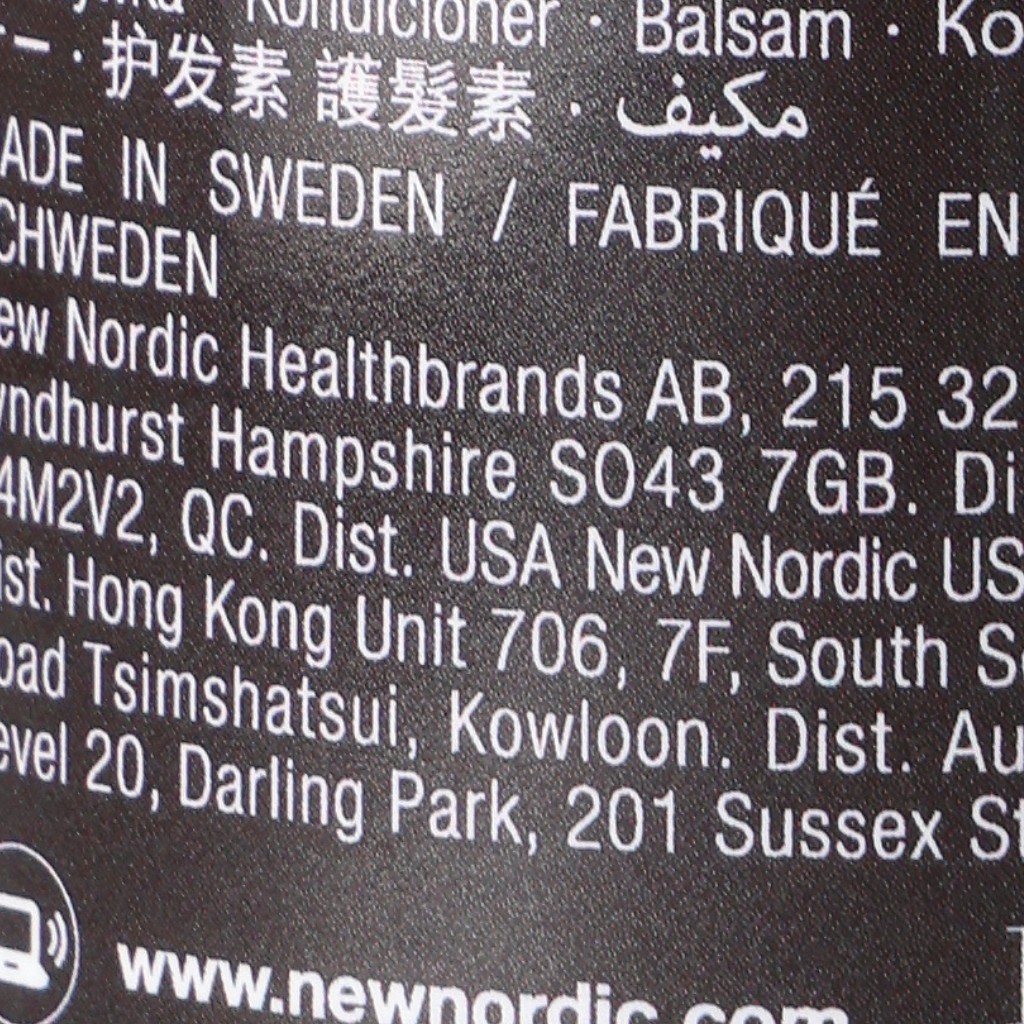 Kondicioner · Balsam · Ko
ー · 护发素 護髮素 · مكيف
ADE IN SWEDEN / FABRIQUÉ EN
CHWEDEN
ew Nordic Healthbrands AB, 215 32
yndhurst Hampshire SO43 7GB. Di
4M2V2, QC. Dist. USA New Nordic US
ist. Hong Kong Unit 706, 7F, South S
oad Tsimshatsui, Kowloon. Dist. Au
evel 20, Darling Park, 201 Sussex St
www.newnordic.com